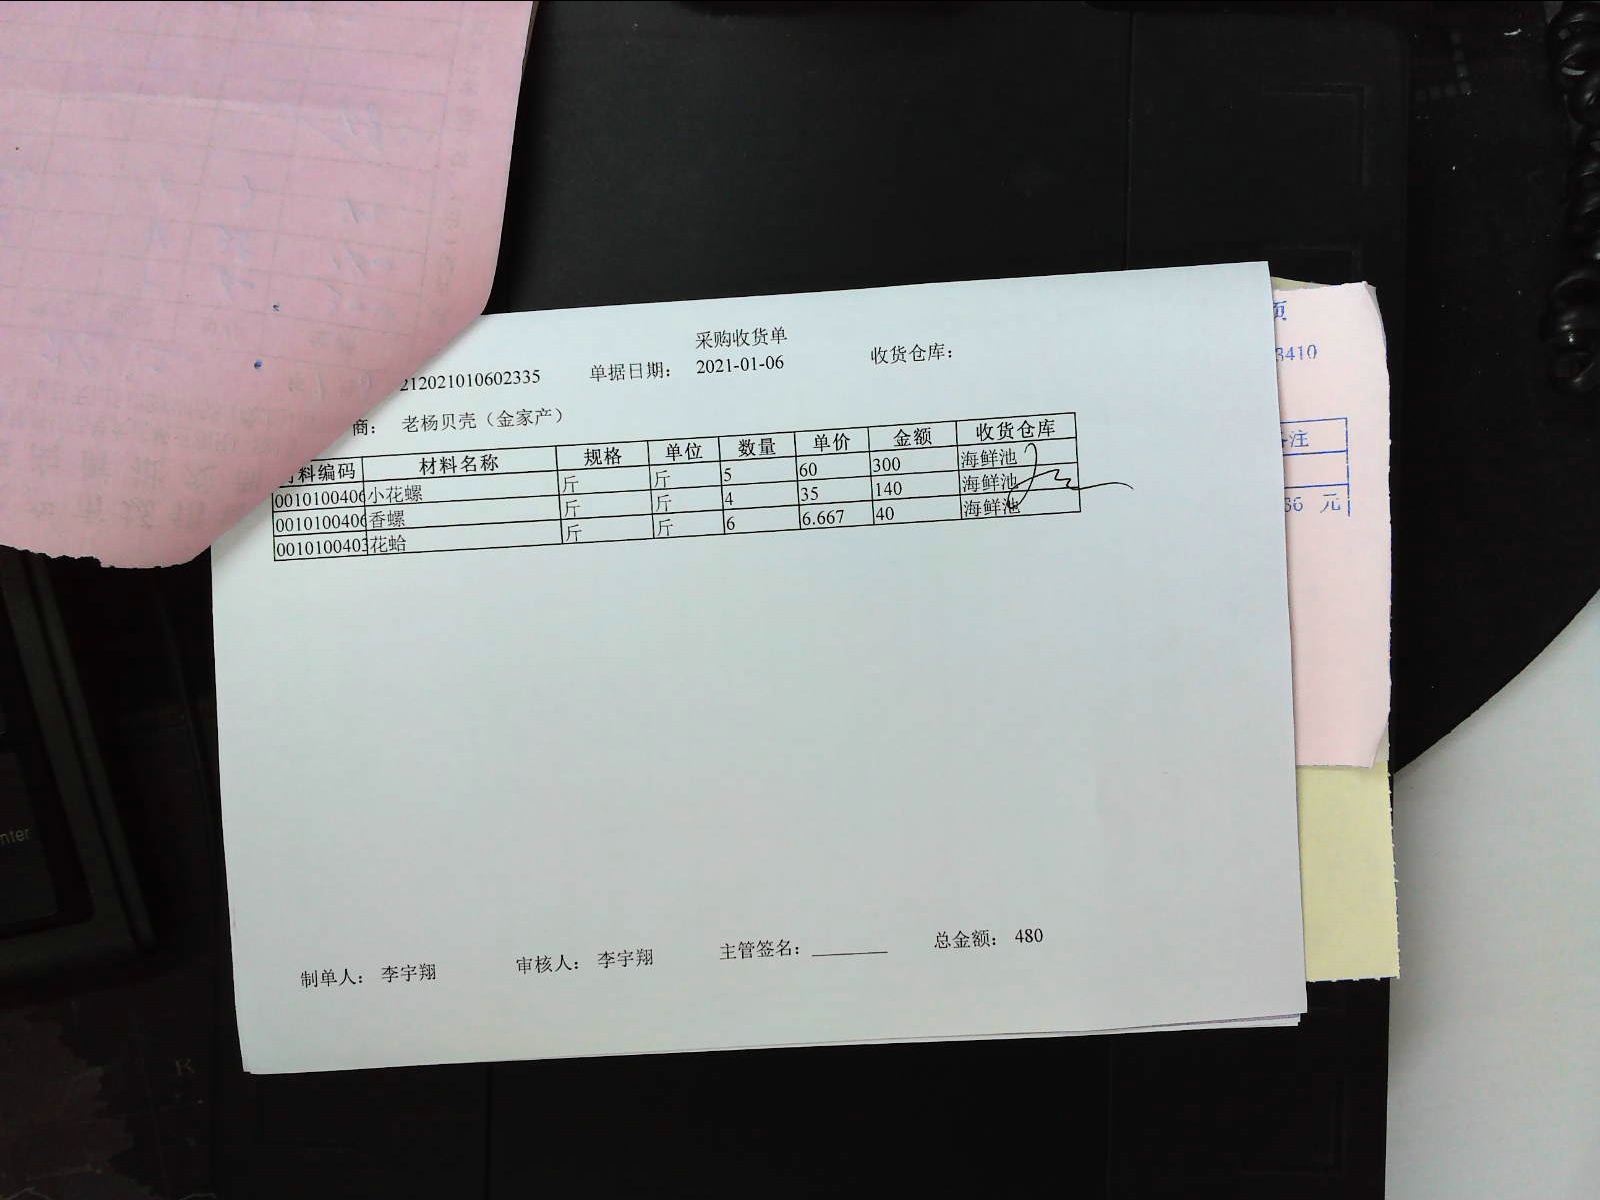 采购收货单
212021010602335 单据日期： 2021-01-06 收货仓库：
商： 老杨贝壳（金家产）
料编码 材料名称 规格 单位 数量 单价 金额 收货仓库
0010100406 小花螺 斤 斤 5 60 300 海鲜池
0010100406 香螺 斤 斤 4 35 140 海鲜池
0010100403 花蛤 斤 斤 6 6.667 40 海鲜池
制单人： 李宇翔 审核人： 李宇翔 主管签名： 总金额： 480
页
3410
注
元
nter